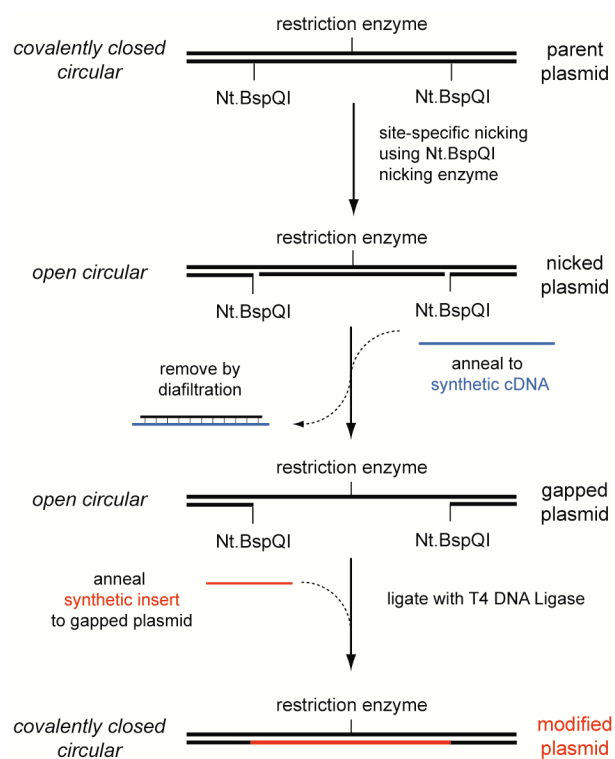 restriction enzyme
covalently closed
circular
parent
plasmid
Nt.BspQI
Nt.BspQI
site-specific nicking
using Nt.BspQI
nicking enzyme
restriction enzyme
open circular
nicked
plasmid
Nt.BspQI
Nt.BspQI
remove by
diafiltration
anneal to
synthetic cDNA
restriction enzyme
open circular
gapped
plasmid
Nt.BspQI
Nt.BspQI
anneal
synthetic insert
to gapped plasmid
ligate with T4 DNA Ligase
restriction enzyme
covalently closed
circular
modified
plasmid